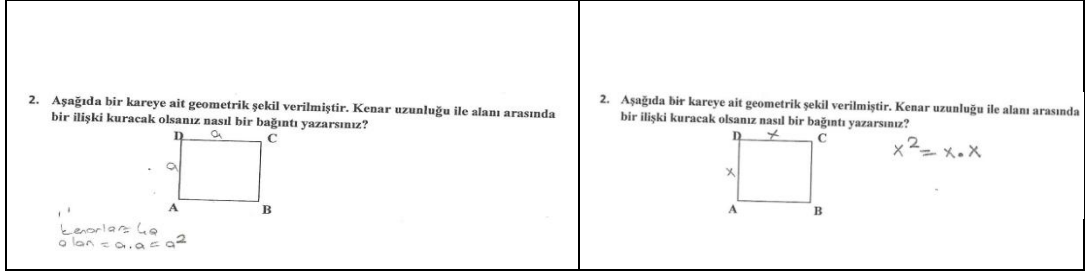 2. Aşağıda bir kareye ait geometrik şekil verilmiştir. Kenar uzunluğu ile alanı arasında
bir ilişki kuracak olsanız nasıl bir bağıntı yazarsınız?
D a C
a
A B
kenarlar = 4a
alan = a.a = a²
2. Aşağıda bir kareye ait geometrik şekil verilmiştir. Kenar uzunluğu ile alanı arasında
bir ilişki kuracak olsanız nasıl bir bağıntı yazarsınız?
D x C
x² = x.x
x
A B